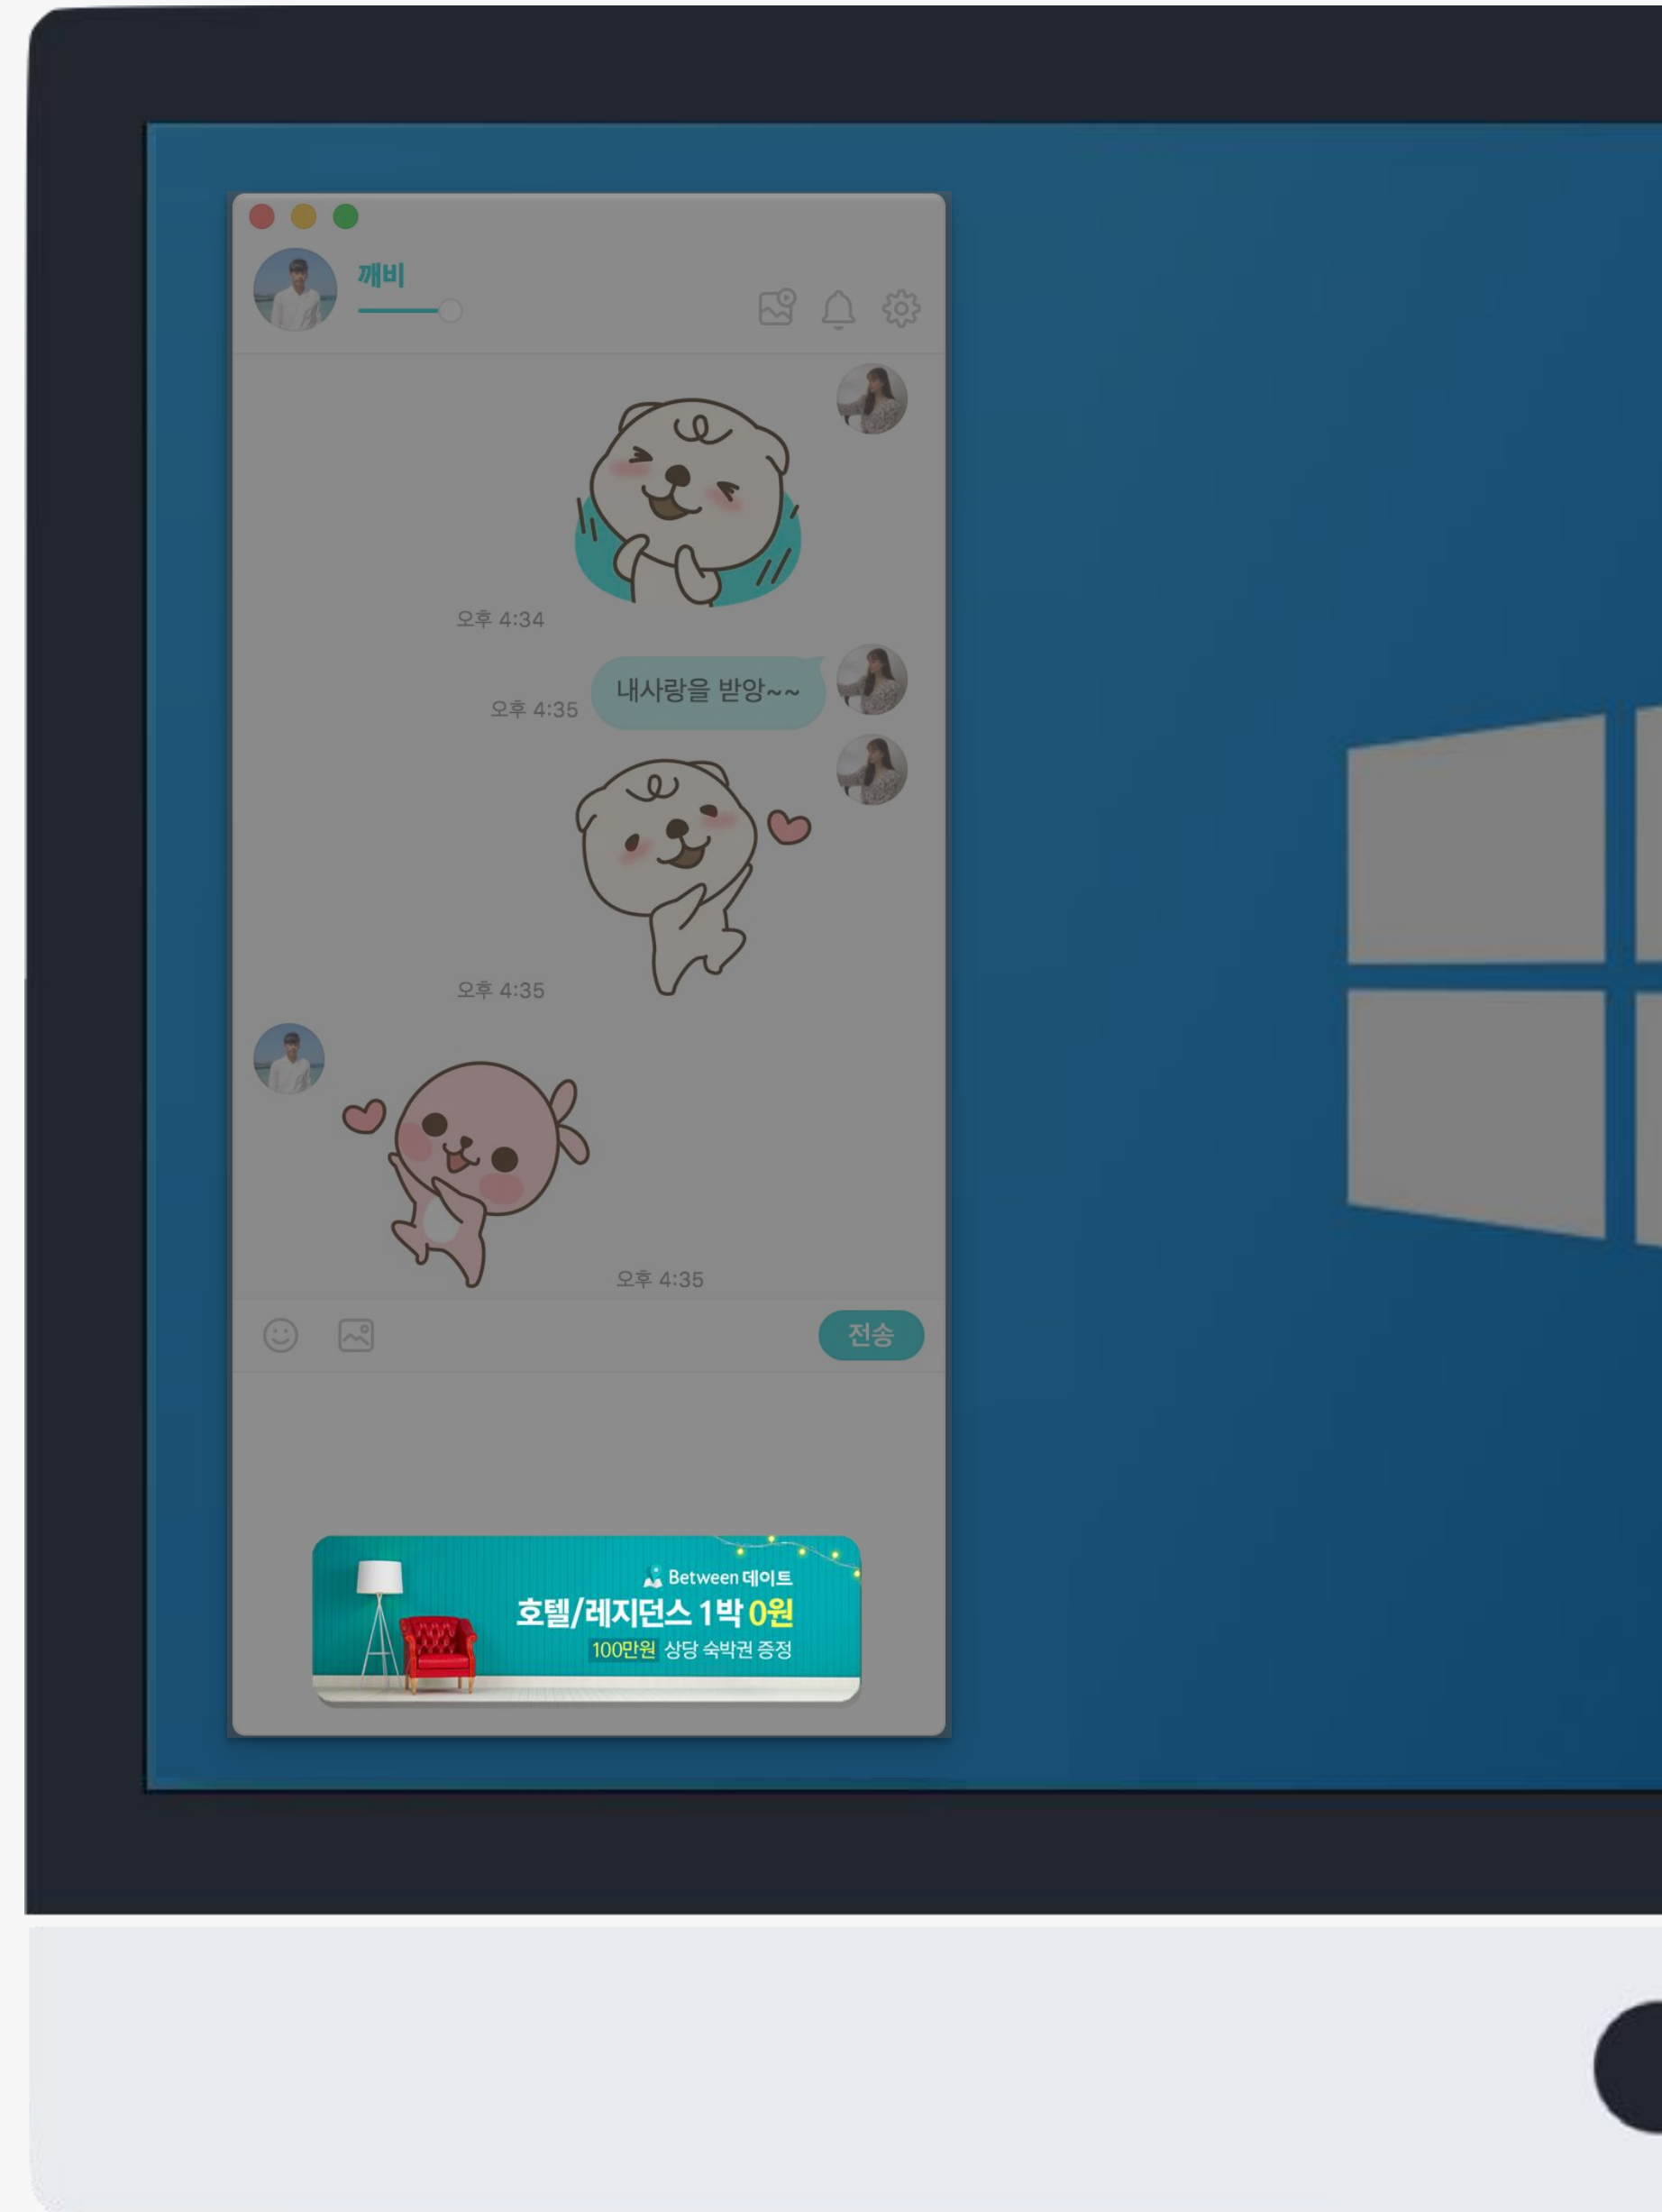 깨비
오후 4:34
내사랑을 받앙~~
오후 4:35
오후 4:35
오후 4:35
전송
Between 데이트
호텔/레지던스 1박 0원
100만원 상당 숙박권 증정